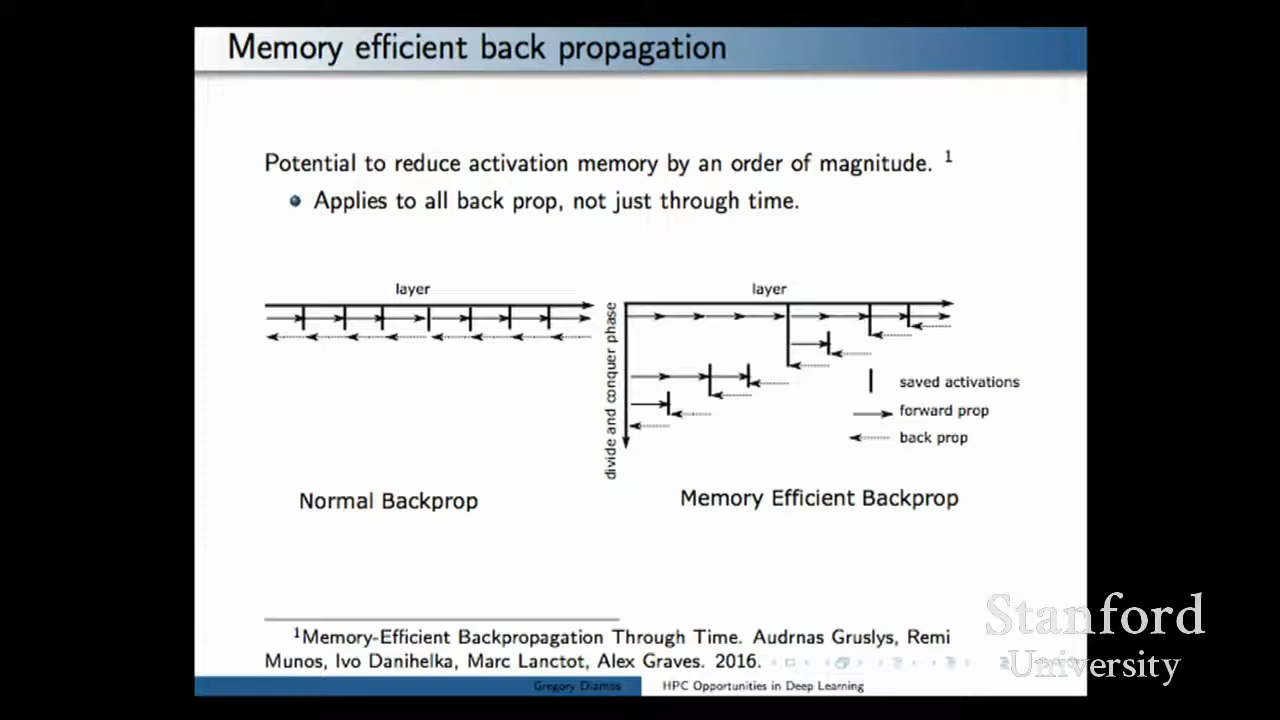 Memory efficient back propagation
Potential to reduce activation memory by an order of magnitude. 1
Applies to all back prop, not just through time.
layer
Normal Backprop
layer
divide and conquer phase
saved activations
forward prop
back prop
Memory Efficient Backprop
1Memory-Efficient Backpropagation Through Time. Audrnas Gruslys, Remi
Munos, Ivo Danihelka, Marc Lanctot, Alex Graves. 2016.
Gregory Diamos
HPC Opportunities in Deep Learning
Stanford
University